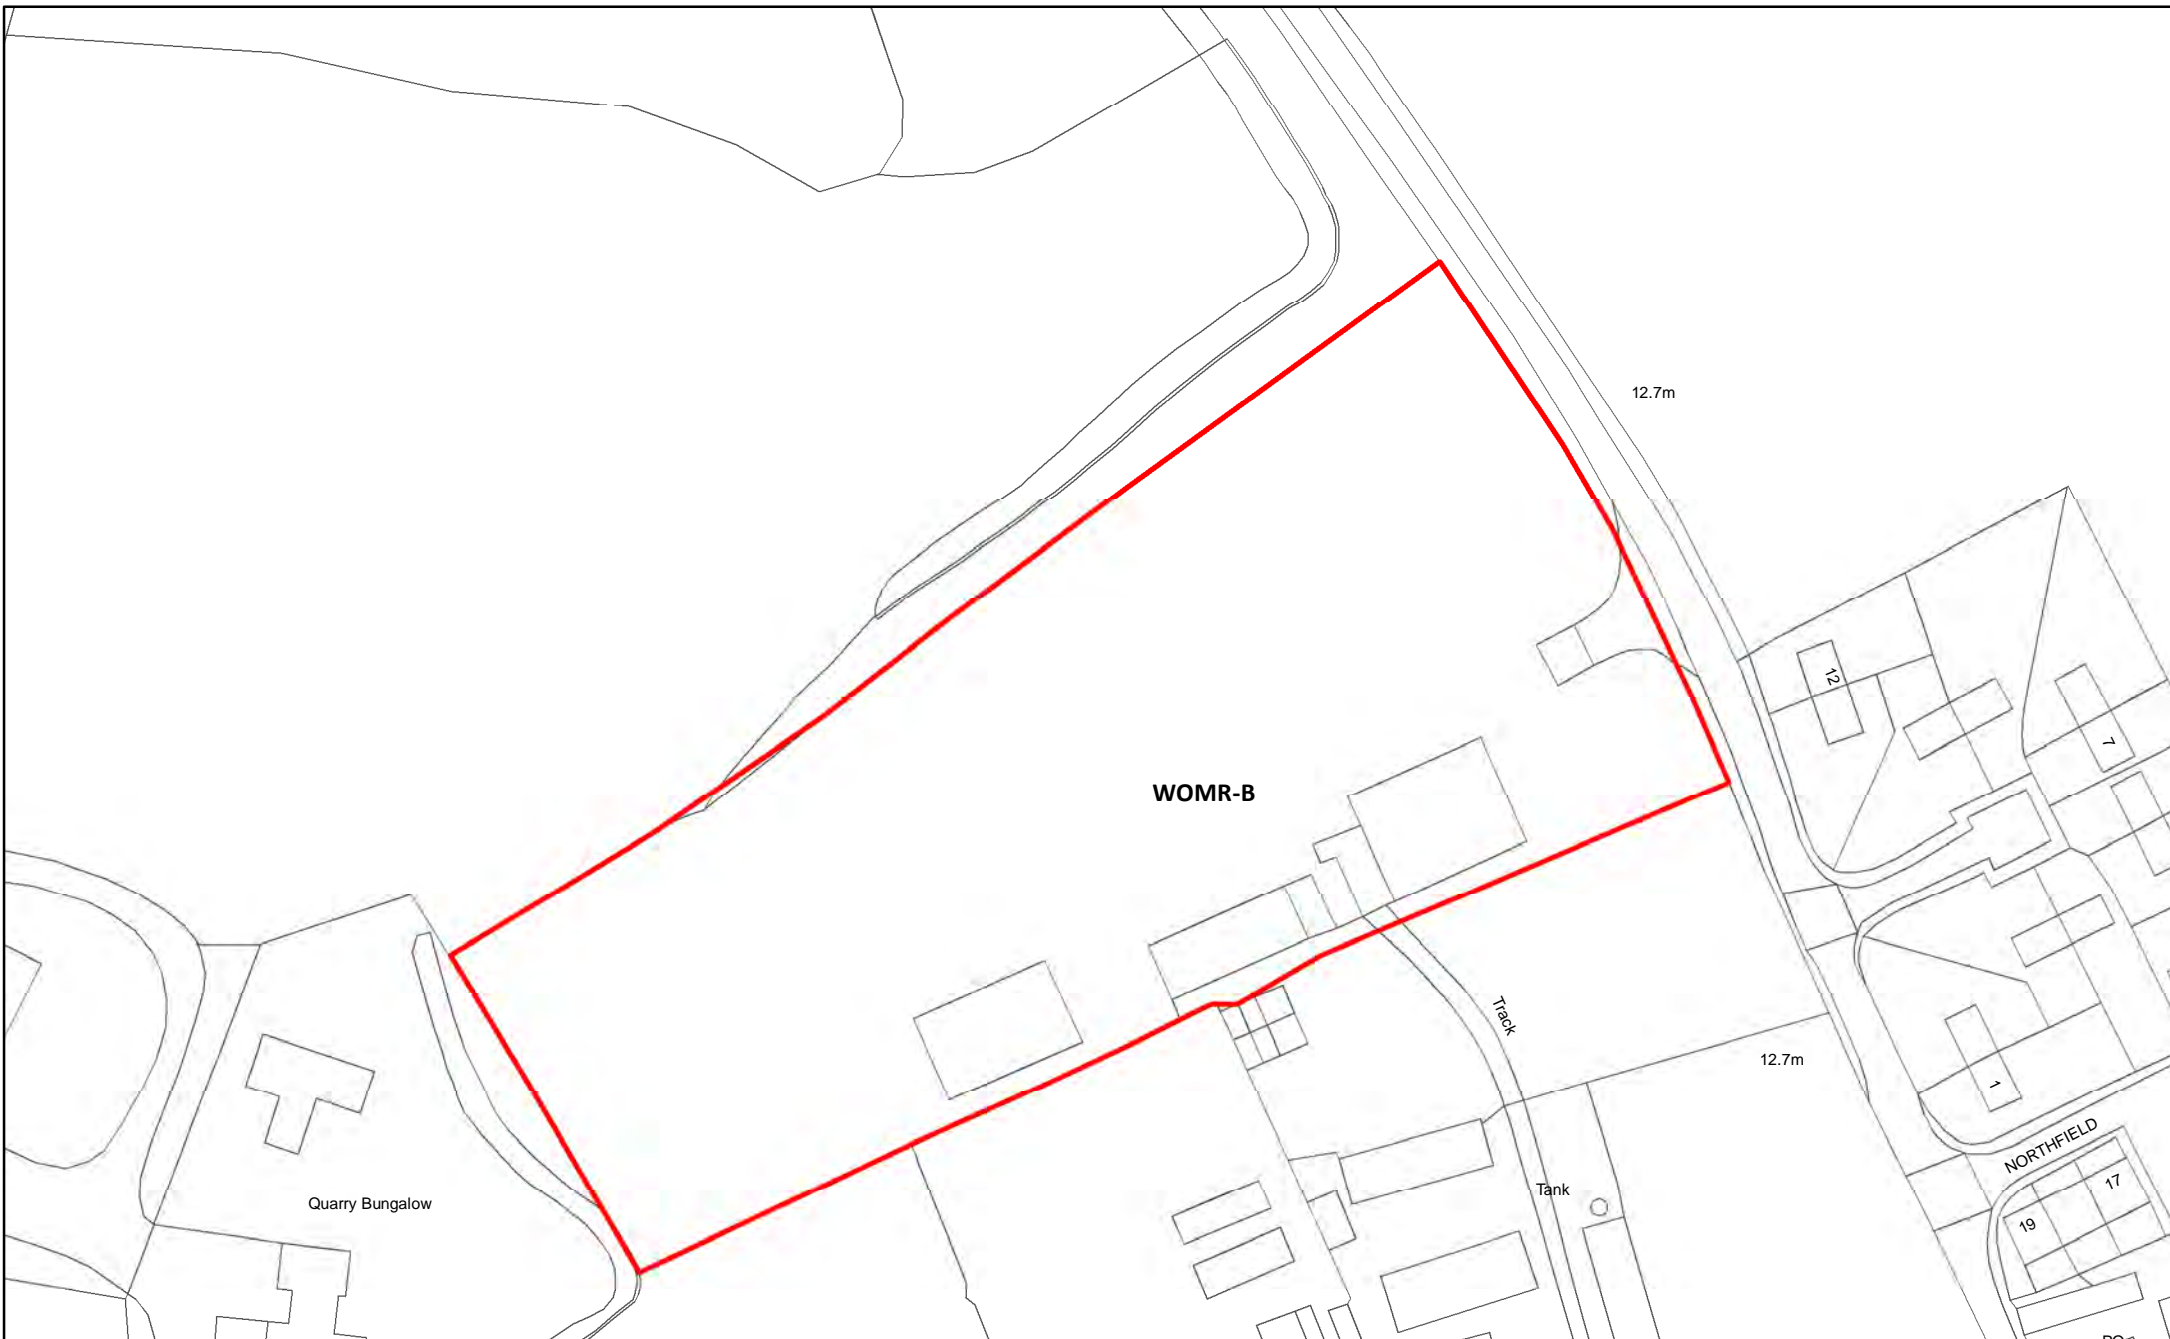 12.7m
12
7
WOMR-B
Track
12.7m
1
NORTHFIELD
17
19
Tank
Quarry Bungalow